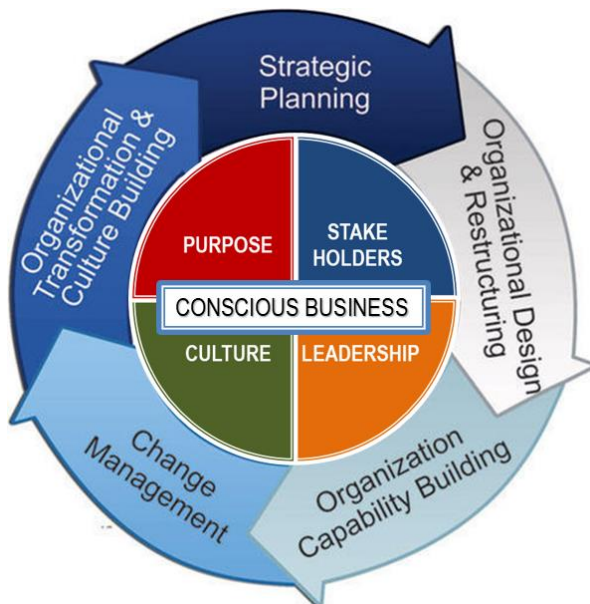 Strategic
Planning
Organizational Design
& Restructuring
Organization
Capability Building
Change
Management
Organizational
Transformation &
Culture Building
PURPOSE
STAKE
HOLDERS
CONSCIOUS BUSINESS
CULTURE
LEADERSHIP